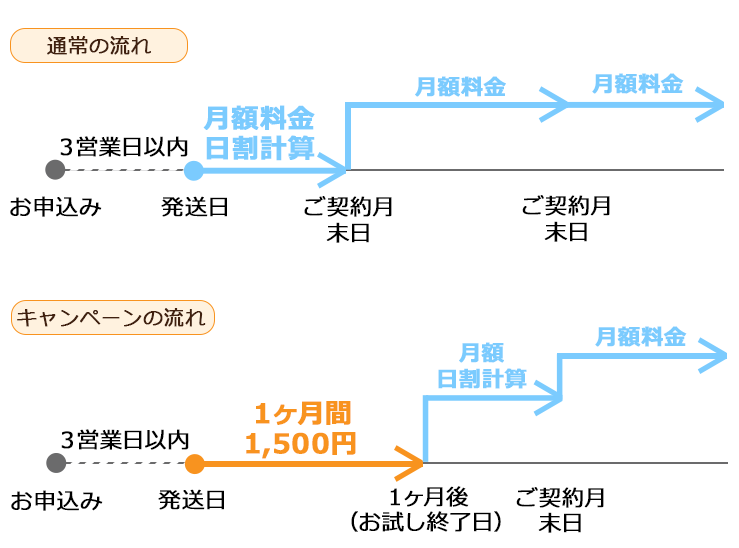 通常の流れ
月額料金
月額料金
月額料金
日割計算
３営業日以内
お申込み
発送日
ご契約月
末日
ご契約月
末日
キャンペーンの流れ
月額料金
月額
日割計算
1ヶ月間
1,500円
３営業日以内
お申込み
発送日
1ヶ月後
（お試し終了日）
ご契約月
末日